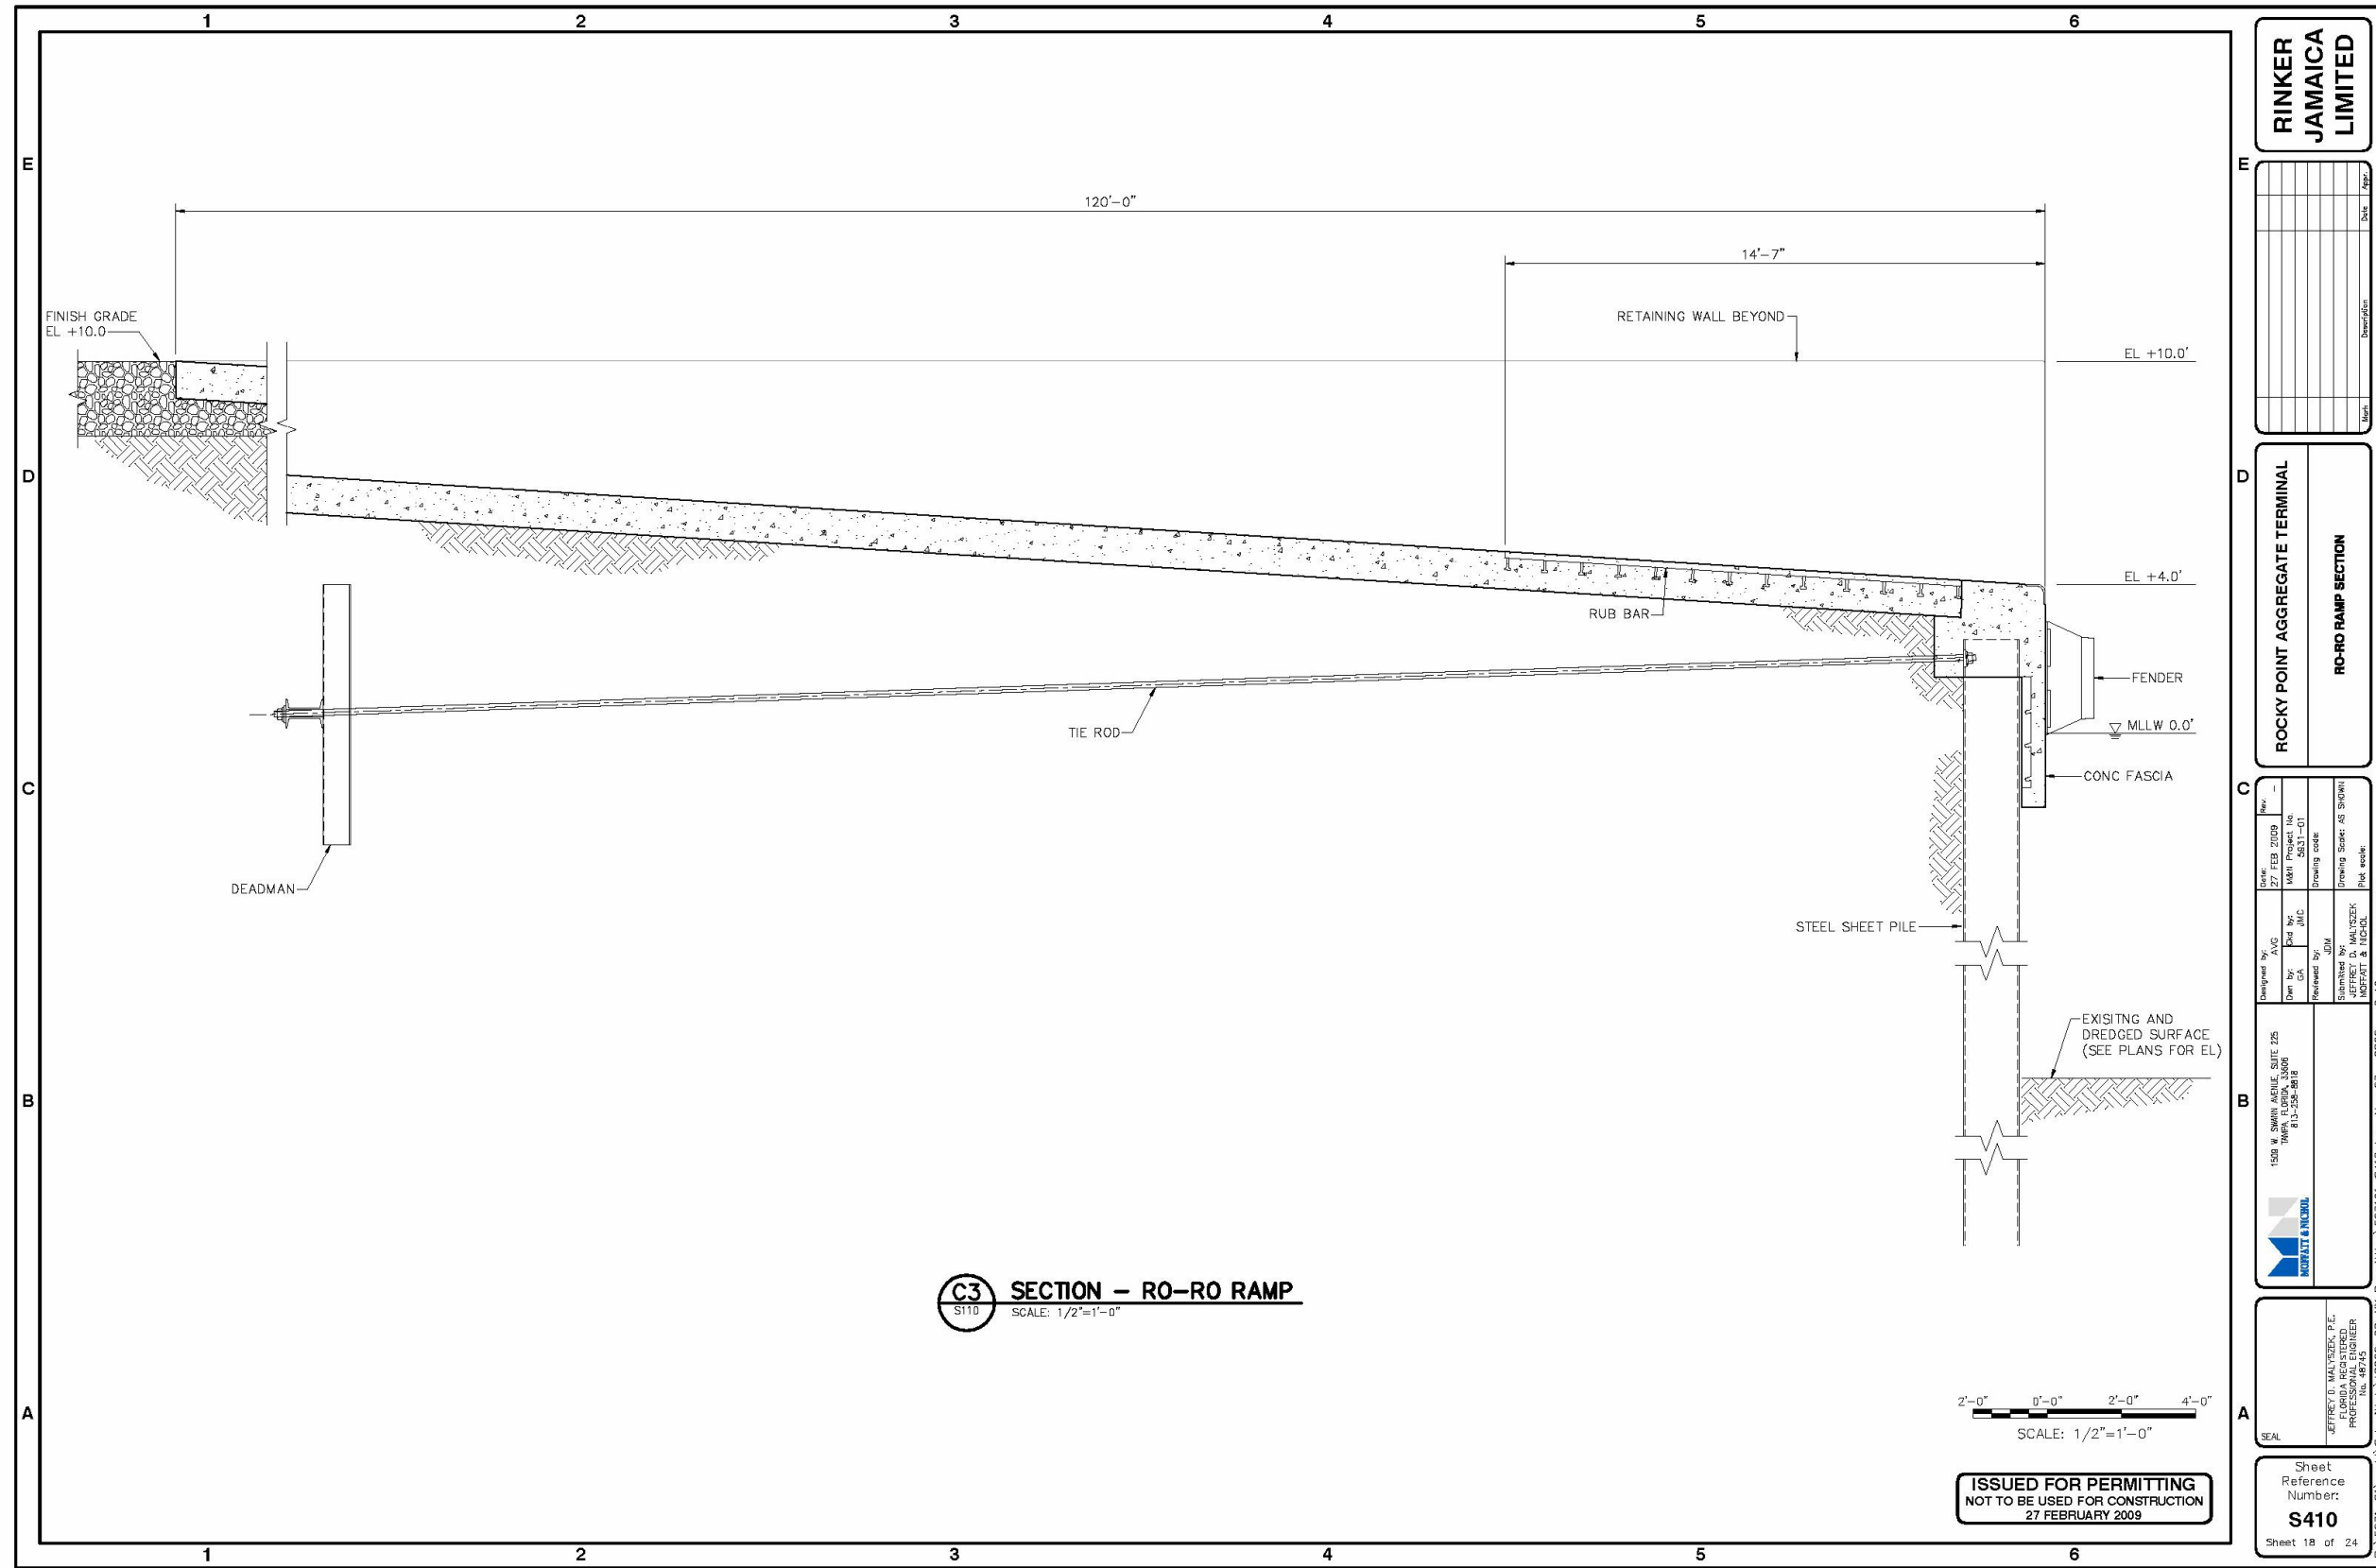 1 2 3 4 5 6
E
D
C
B
A
120'-0"
14'-7"
FINISH GRADE
EL +10.0
RETAINING WALL BEYOND
EL +10.0'
EL +4.0'
RUB BAR
FENDER
TIE ROD
MLLW 0.0'
CONC FASCIA
DEADMAN
STEEL SHEET PILE
EXISITNG AND
DREDGED SURFACE
(SEE PLANS FOR EL)
C3
S110
SECTION - RO-RO RAMP
SCALE: 1/2"=1'-0"
2'-0" 0'-0" 2'-0" 4'-0"
SCALE: 1/2"=1'-0"
ISSUED FOR PERMITTING
NOT TO BE USED FOR CONSTRUCTION
27 FEBRUARY 2009
1 2 3 4 5 6
E
D
C
B
A
RINKER
JAMAICA
LIMITED
Mark Description Date Appr.
ROCKY POINT AGGREGATE TERMINAL
RO-RO RAMP SECTION
Designed by:
AVG
Date:
27 FEB 2009
Rev.
-
Dwn by:
GA
Ckd by:
JMC
M&N Project No.
5931-01
Reviewed by:
JDM
Drawing code:
Submitted by:
JEFFREY D. MALYSZEK
MOFFATT & NICHOL
Drawing Scale: AS SHOWN
Plot scale:
1509 W. SWANN AVENUE, SUITE 225
TAMPA, FLORIDA, 33606
813-258-8818
MOFFATT & NICHOL
SEAL
JEFFREY D. MALYSZEK, P.E.
FLORIDA REGISTERED
PROFESSIONAL ENGINEER
No. 48745
Sheet
Reference
Number:
S410
Sheet 18 of 24